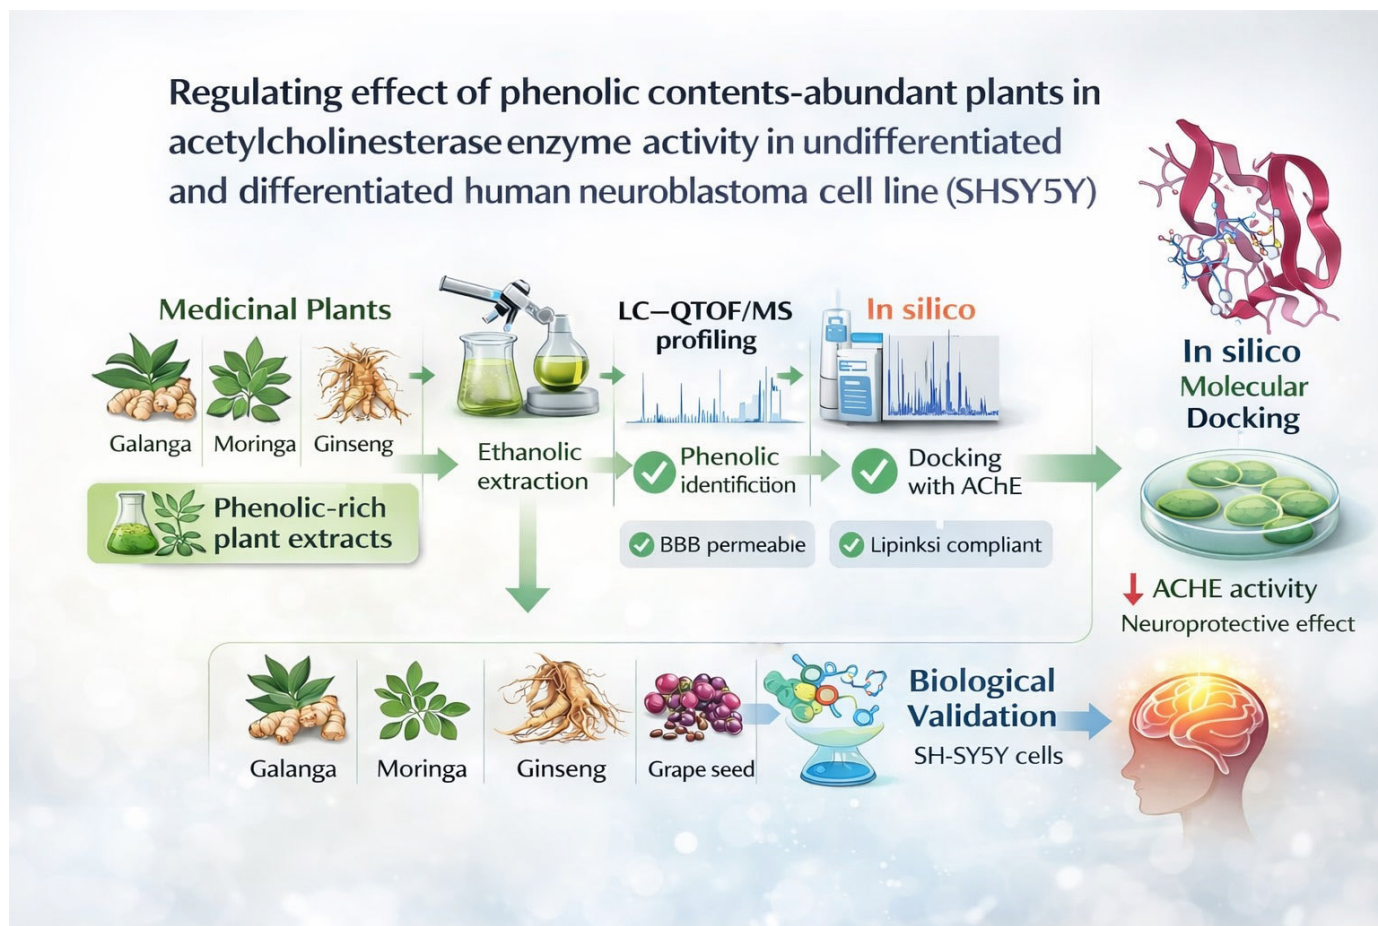 Regulating effect of phenolic contents-abundant plants in
acetylcholinesterase enzyme activity in undifferentiated
and differentiated human neuroblastoma cell line (SHSY5Y)
Medicinal Plants
Galanga
Moringa
Ginseng
Phenolic-rich
plant extracts
Ethanolic
extraction
LC–QTOF/MS
profiling
Phenolic
identifiction
BBB permeabie
In silico
Docking
with AChE
Lipinksi compliant
In silico
Molecular
Docking
ACHE activity
Neuroprotective effect
Galanga
Moringa
Ginseng
Grape seed
Biological
Validation
SH-SY5Y cells